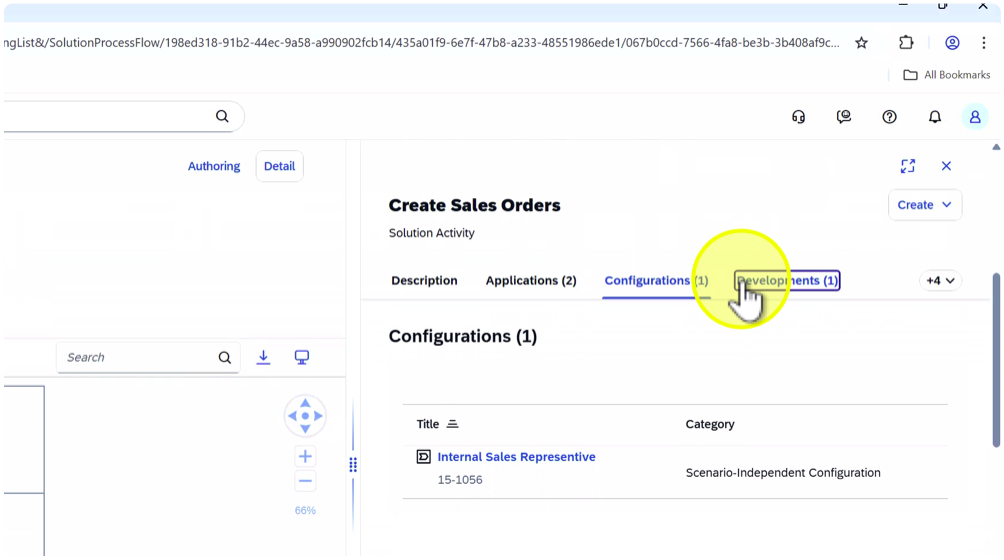 ngList&/SolutionProcessFlow/198ed318-91b2-44ec-9a58-a990902fcb14/435a01f9-6e7f-47b8-a233-48551986ede1/067b0ccd-7566-4fa8-be3b-3b408af9c...
All Bookmarks
Authoring
Detail
Create Sales Orders
Create
Solution Activity
Description
Applications (2)
Configurations (1)
Developments (1)
+4
Configurations (1)
Search
Title
Category
Internal Sales Representive
15-1056
Scenario-Independent Configuration
66%